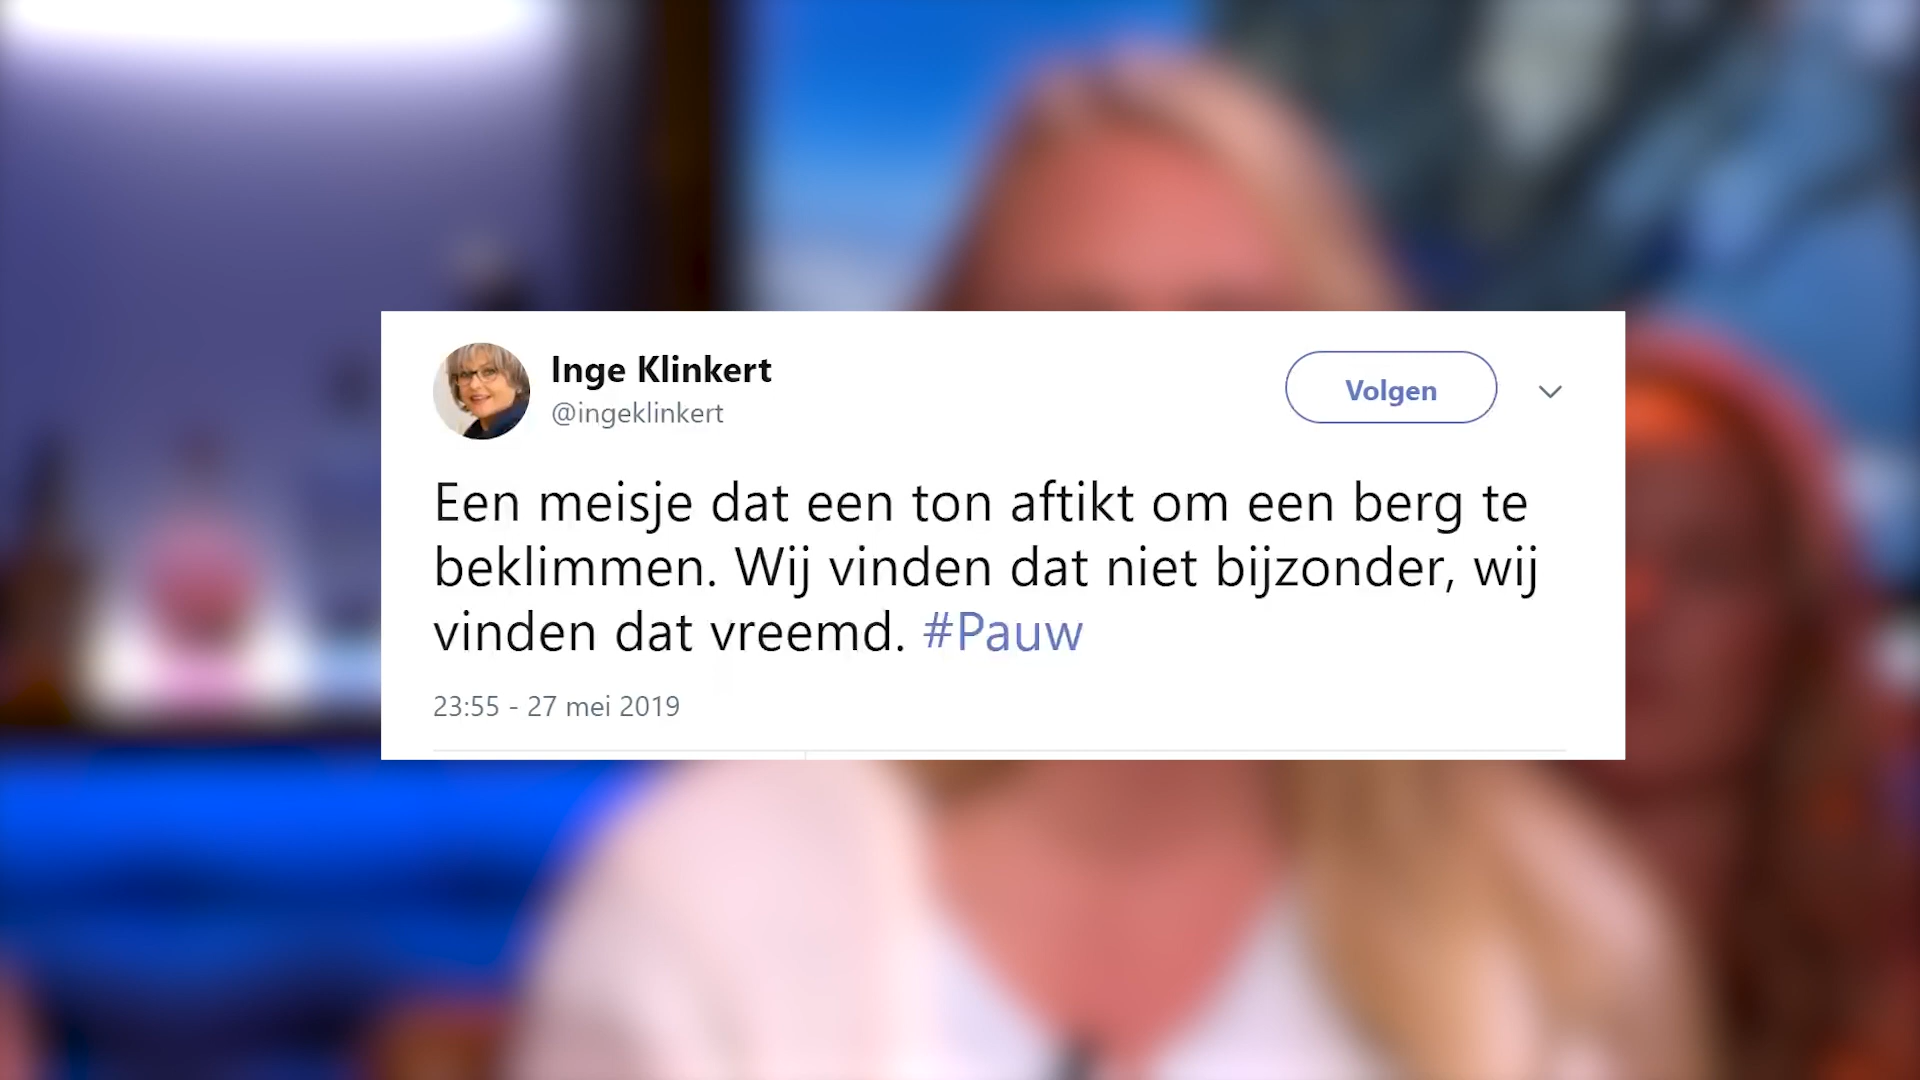 Inge Klinkert
@ingeklinkert
Volgen
Een meisje dat een ton aftikt om een berg te
beklimmen. Wij vinden dat niet bijzonder, wij
vinden dat vreemd. #Pauw
23:55 - 27 mei 2019